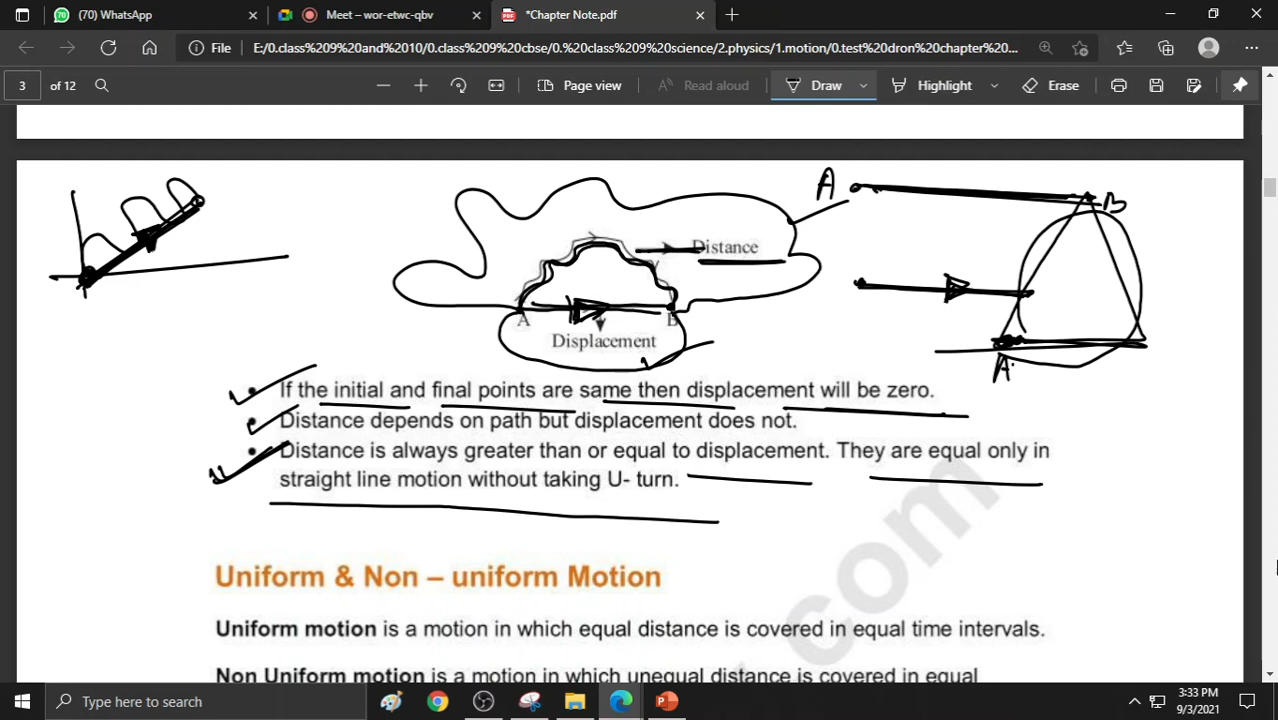 (70) WhatsApp
Meet – wor-etwc-qbv
*Chapter Note.pdf
File
E:/0.class%209%20and%2010/0.class%209%20cbse/0.%20class%209%20science/2.physics/1.motion/0.test%20dron%20chapter%20...
3 of 12
Page view
Read aloud
Draw
Highlight
Erase
A
B
Distance
A
B
Displacement
A
• If the initial and final points are same then displacement will be zero.
• Distance depends on path but displacement does not.
• Distance is always greater than or equal to displacement. They are equal only in
straight line motion without taking U- turn.
Uniform & Non – uniform Motion
Uniform motion is a motion in which equal distance is covered in equal time intervals.
Non Uniform motion is a motion in which unequal distance is covered in equal
.com
Type here to search
3:33 PM
9/3/2021